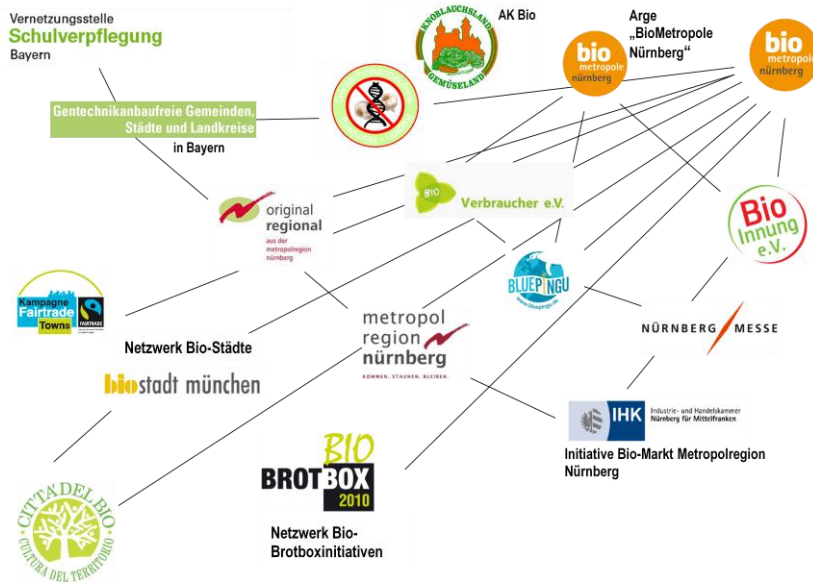 Vernetzungsstelle
Schulverpflegung
Bayern
KNOBLAUCHSLAND
GEMÜSELAND
AK Bio
Arge
„BioMetropole
Nürnberg“
bio
metropole
nürnberg
bio
metropole
nürnberg
Gentechnikanbaufreie Gemeinden,
Städte und Landkreise
in Bayern
original
regional
aus der
metropolregion
nürnberg
BIO
Verbraucher e.V.
Bio
Innung
e.V.
BLUEPINGU
www.bluepingu.de
Kampagne
Fairtrade
Towns
FAIRTRADE
metropol
region
nürnberg
KOMMEN. STAUNEN. BLEIBEN.
NÜRNBERG MESSE
Netzwerk Bio-Städte
biostadt münchen
IHK
Industrie- und Handelskammer
Nürnberg für Mittelfranken
Initiative Bio-Markt Metropolregion
Nürnberg
BIO
BROTBOX
2010
Netzwerk Bio-
Brotboxinitiativen
CITTÀ DEL BIO
CULTURA DEL TERRITORIO